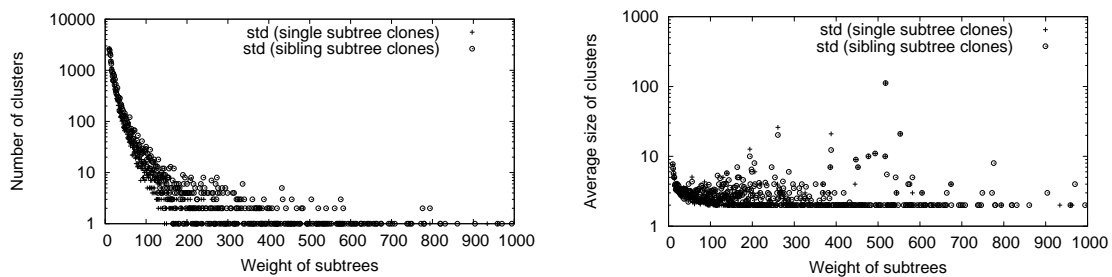 10000
1000
100
10
1
0 100 200 300 400 500 600 700 800 900 1000
Number of clusters
Weight of subtrees
std (single subtree clones)
std (sibling subtree clones)
1000
100
10
1
0 100 200 300 400 500 600 700 800 900 1000
Average size of clusters
Weight of subtrees
std (single subtree clones)
std (sibling subtree clones)